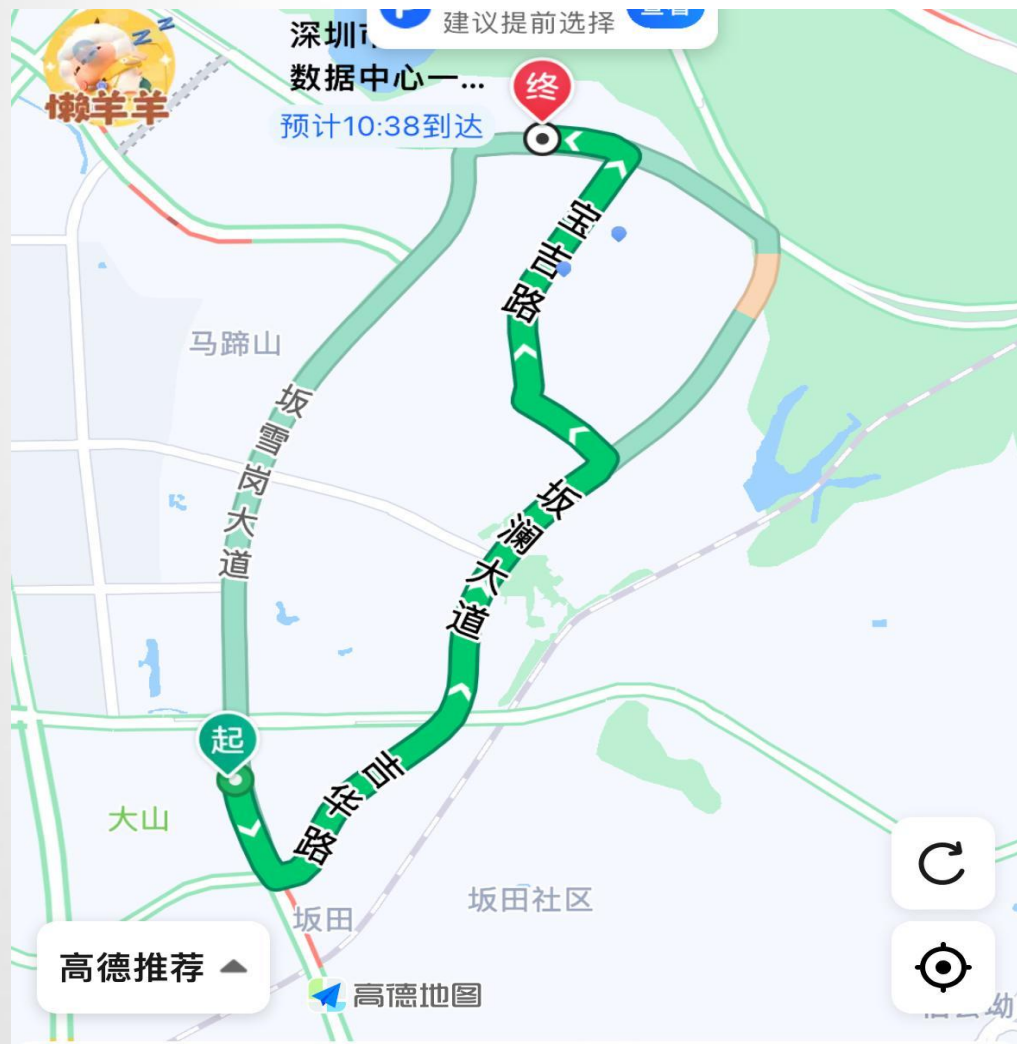 建议提前选择
查看
深圳市
数据中心一...
终
预计10:38到达
懒羊羊
宝吉路
马蹄山
坂雪岗大道
坂澜大道
起
吉华路
大山
坂田
坂田社区
高德推荐
高德地图